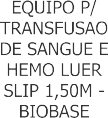 EQUIPO P/
TRANSFUSAO
DE SANGUE E
HEMO LUER
SLIP 1,50M -
BIOBASE